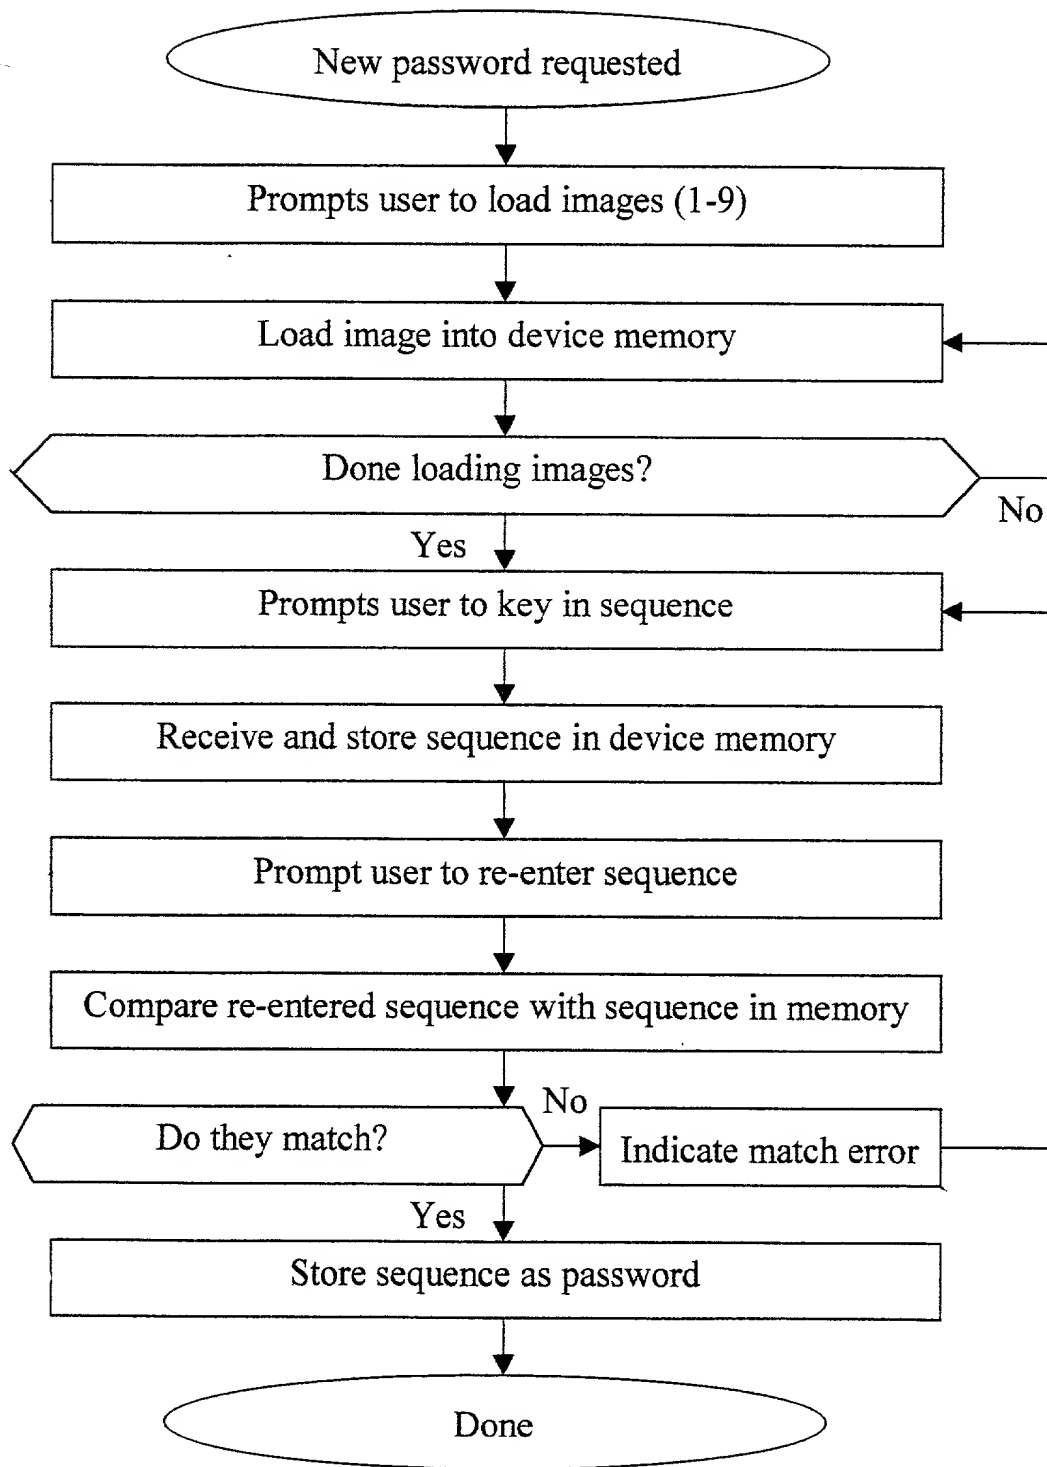 New password requested
Prompts user to load images (1-9)
Load image into device memory
Done loading images?
No
Yes
Prompts user to key in sequence
Receive and store sequence in device memory
Prompt user to re-enter sequence
Compare re-entered sequence with sequence in memory
No
Do they match?
Indicate match error
Yes
Store sequence as password
Done